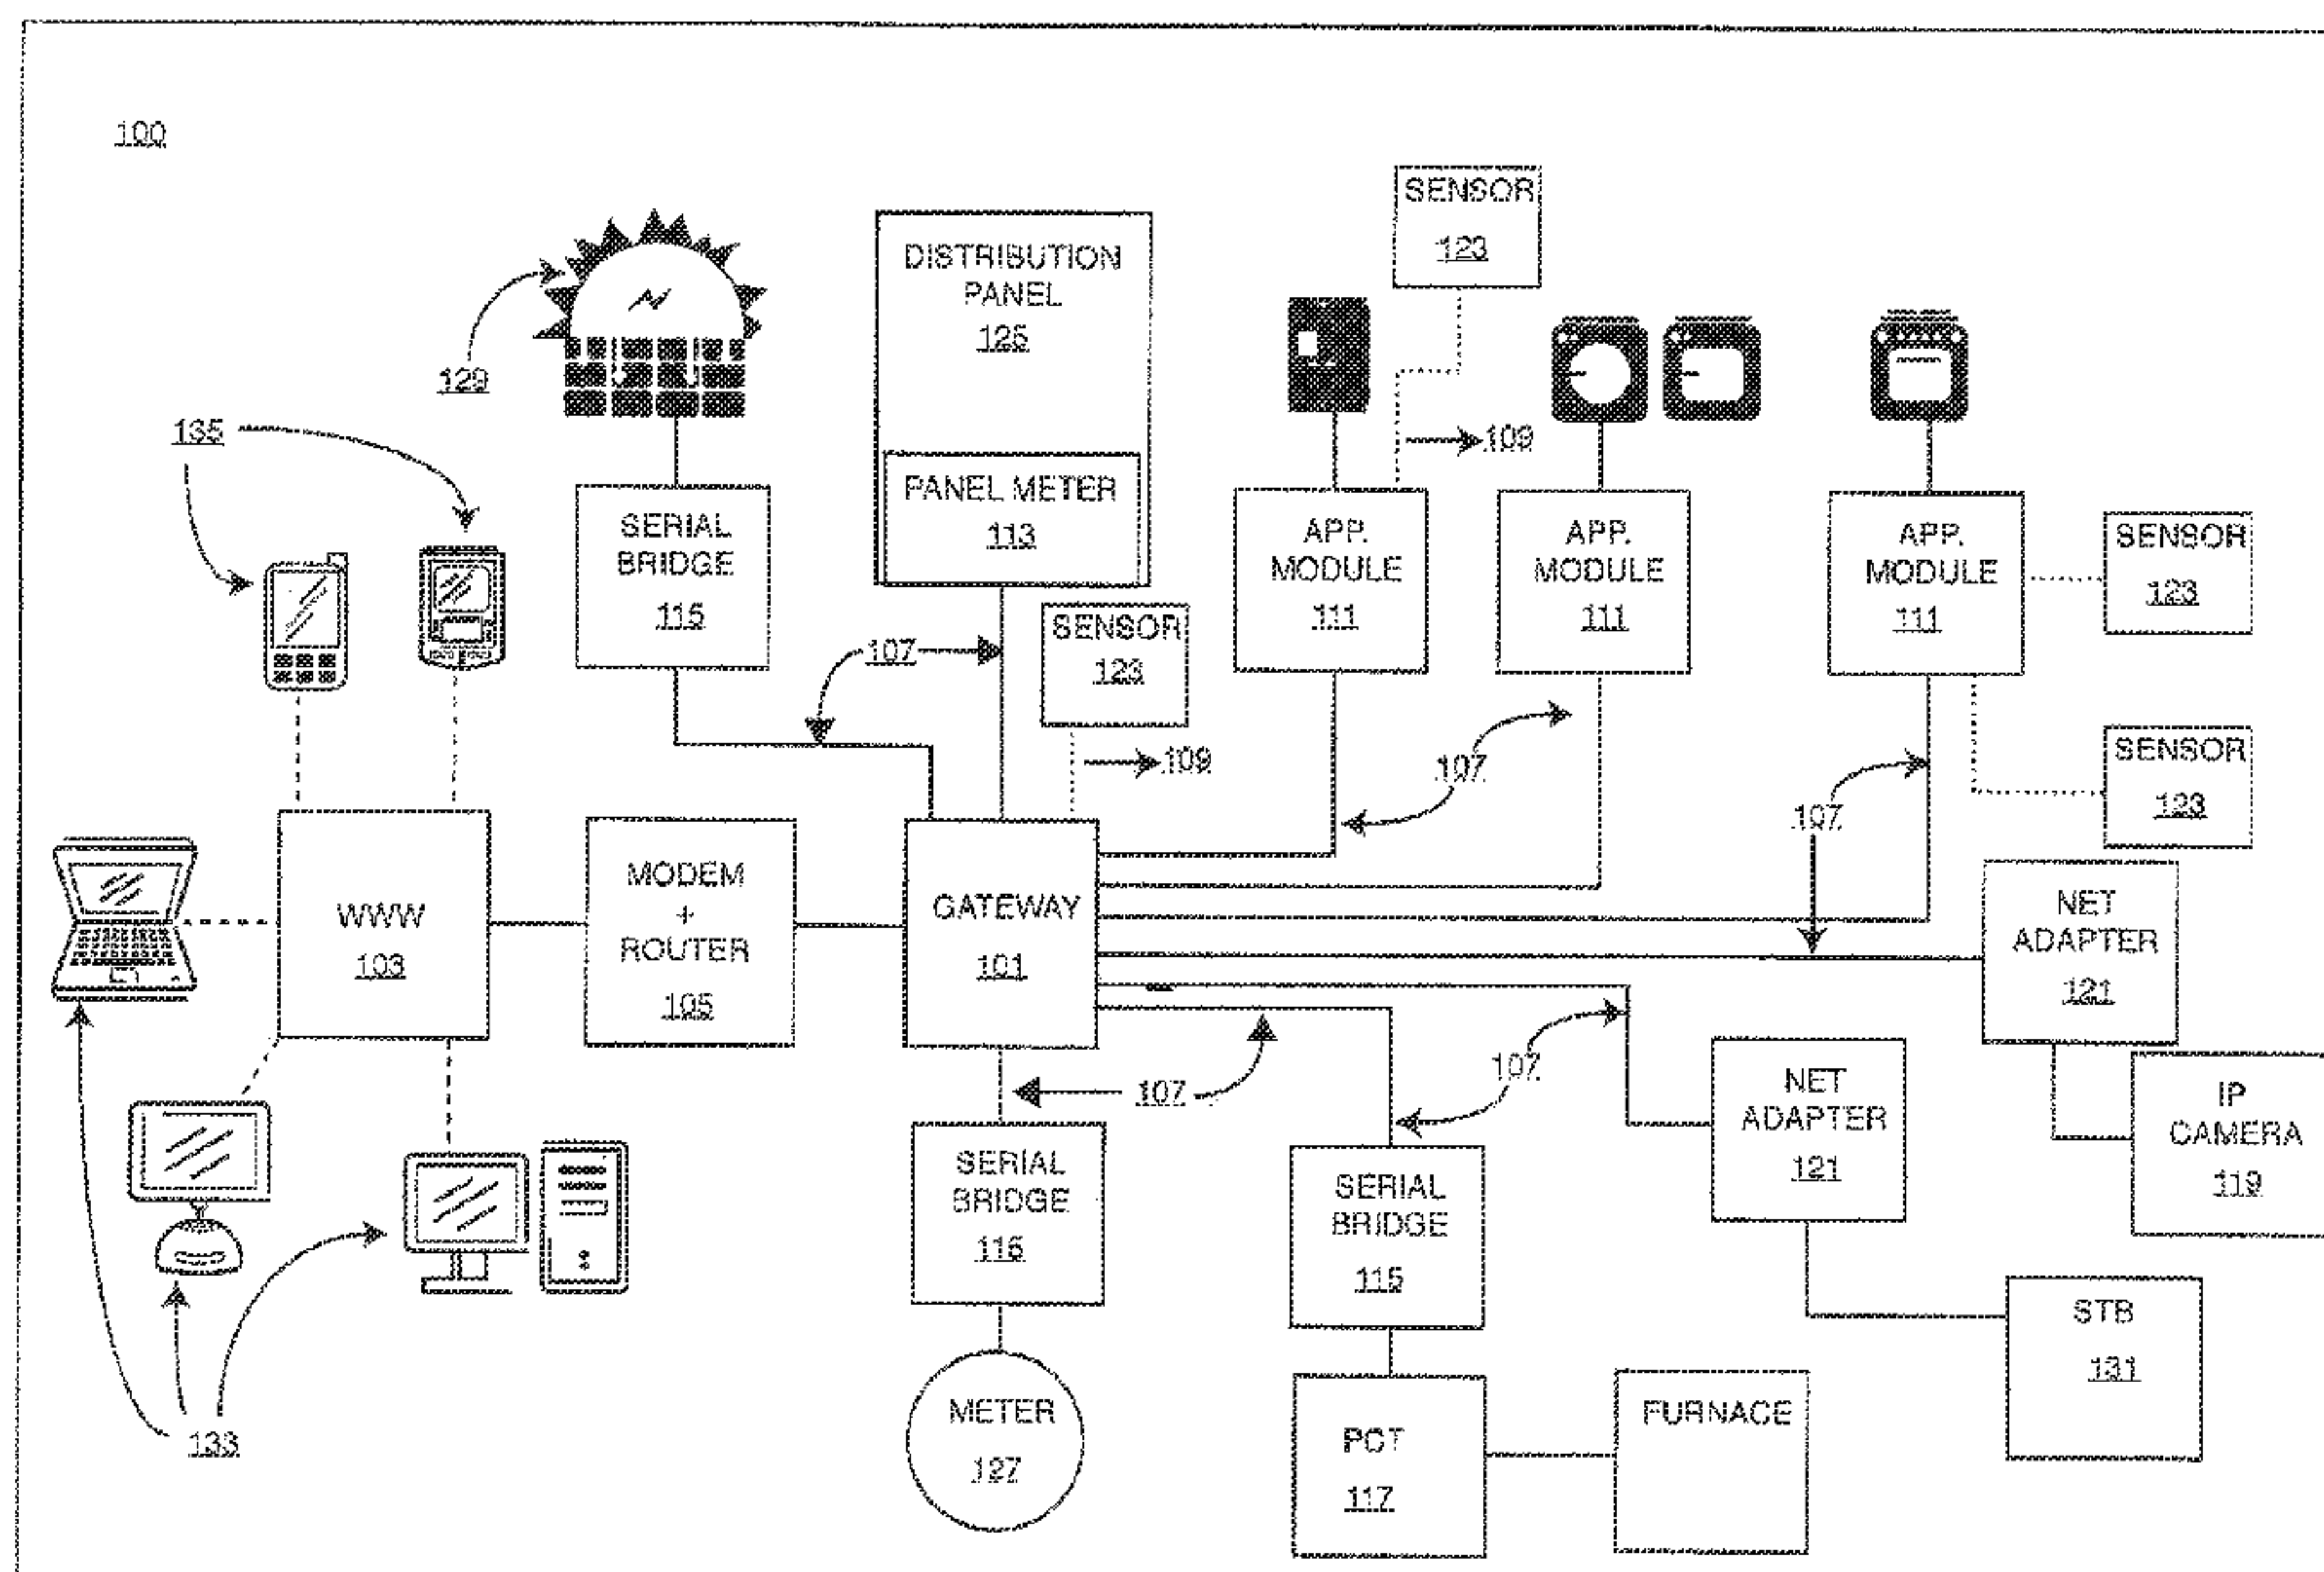 100
SENSOR
123
DISTRIBUTION
PANEL
125
129
135
109
PANEL METER
113
SERIAL
BRIDGE
115
APP.
MODULE
111
APP.
MODULE
111
APP.
MODULE
111
SENSOR
123
SENSOR
123
107
109
107
SENSOR
123
107
WWW
103
MODEM
+
ROUTER
105
GATEWAY
101
NET
ADAPTER
121
107
107
NET
ADAPTER
121
IP
CAMERA
119
SERIAL
BRIDGE
115
SERIAL
BRIDGE
115
STB
131
133
METER
127
PCT
117
FURNACE